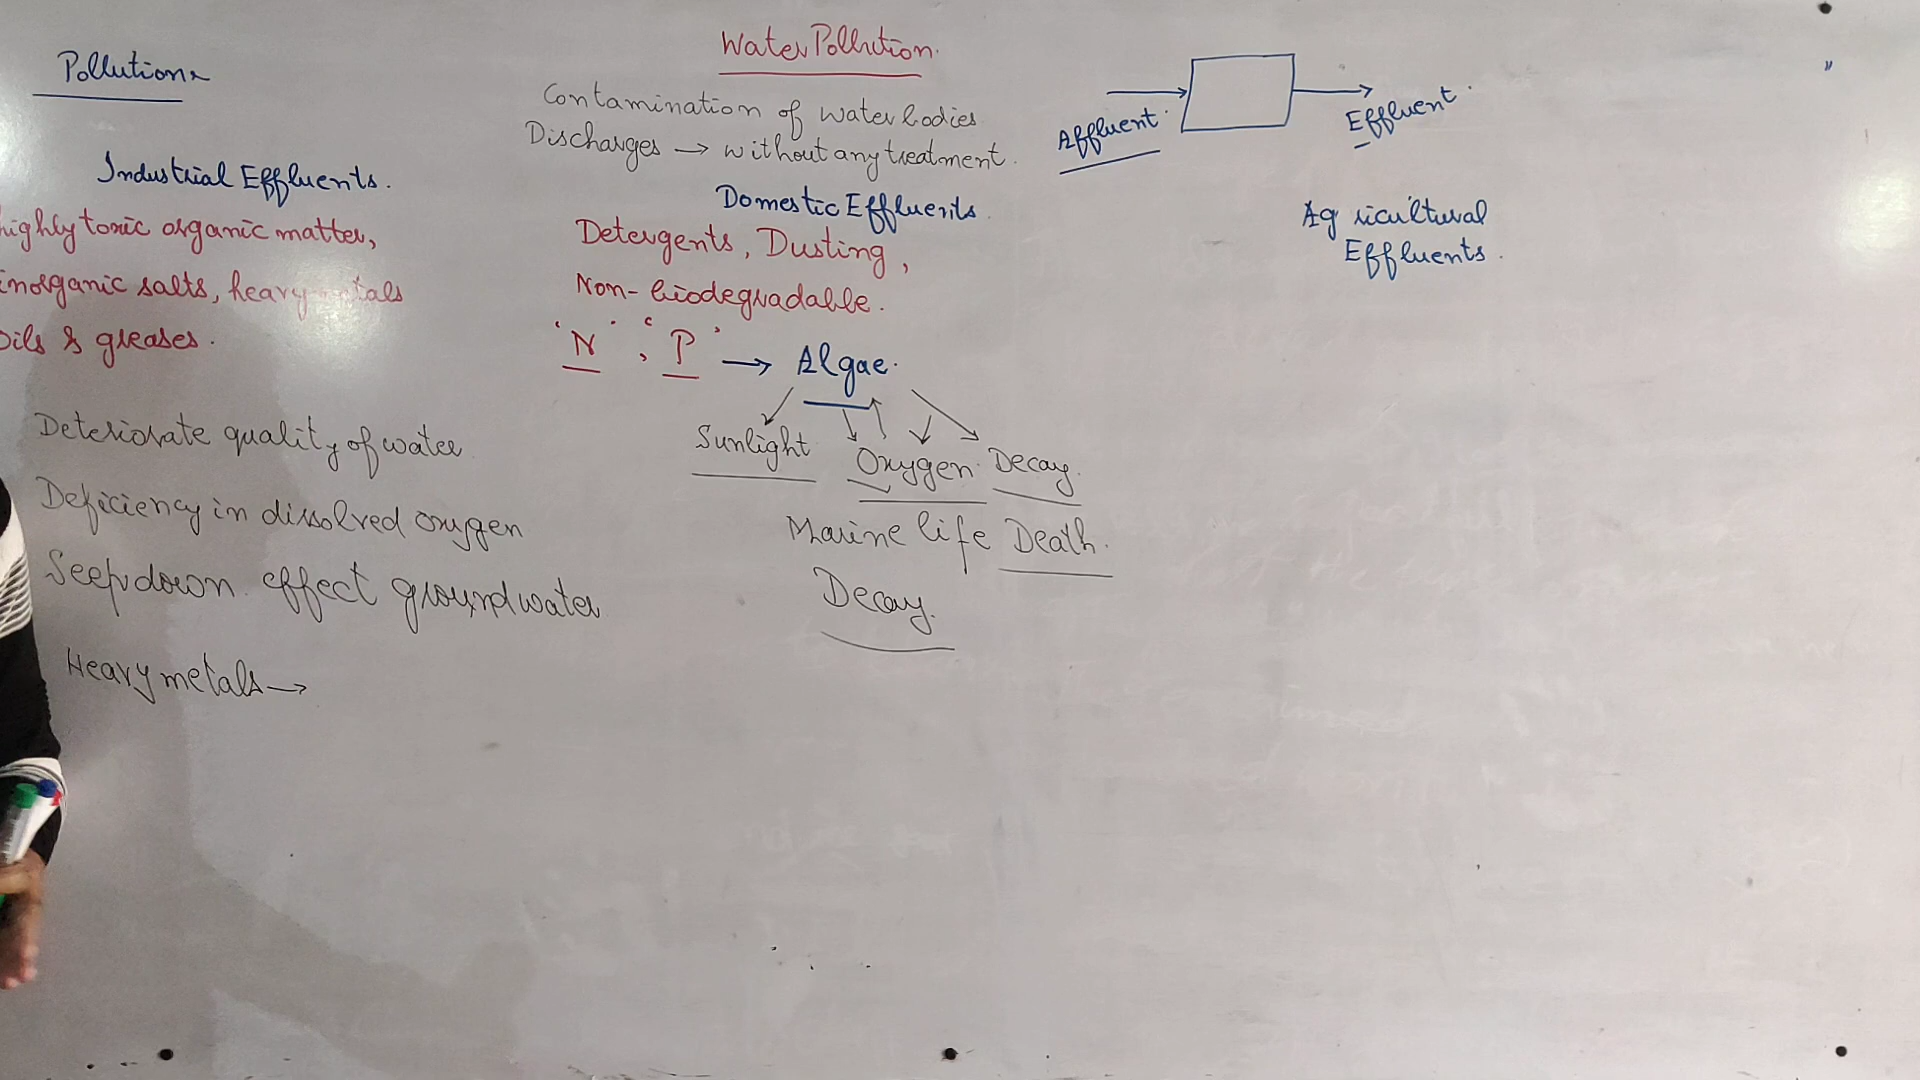 Pollution
Water Pollution.
Contamination of water bodies
Discharges → without any treatment.
Affluent.
Effluent.
Industrial Effluents.
highly toxic organic matter,
inorganic salts, heavy metals
oils & greases.
Deteriorate quality of water
Deficiency in dissolved oxygen
Seep down effect groundwater
Heavy metals →
Domestic Effluents.
Detergents, Dusting,
Non-biodegradable.
'N', 'P' → Algae.
Sunlight Oxygen Decay.
Marine life Death.
Decay.
Agricultural
Effluents.